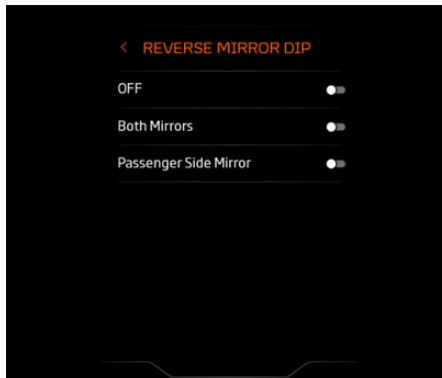 REVERSE MIRROR DIP
OFF
Both Mirrors
Passenger Side Mirror